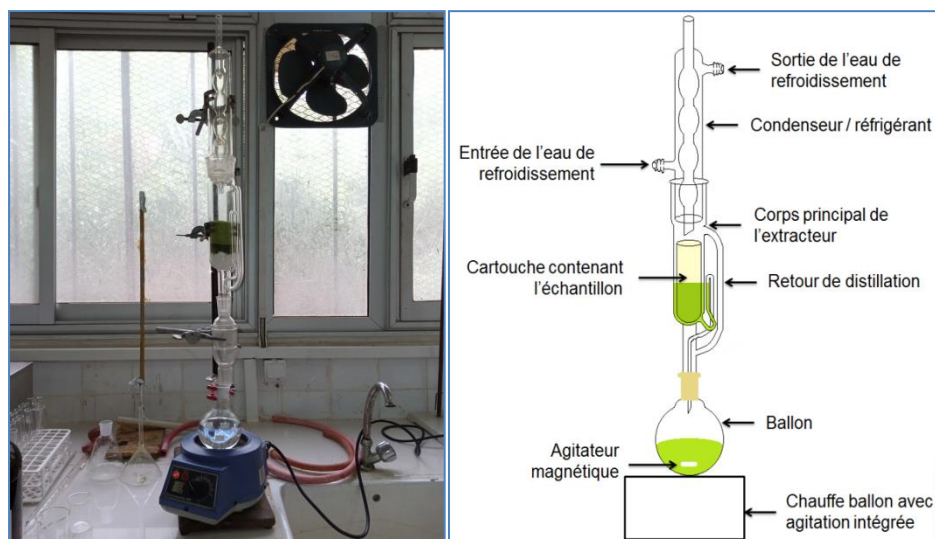 Sortie de l'eau de
refroidissement
Condenseur / réfrigérant
Entrée de l'eau de
refroidissement
Corps principal de
l'extracteur
Cartouche contenant
l'échantillon
Retour de distillation
Ballon
Agitateur
magnétique
Chauffe ballon avec
agitation intégrée